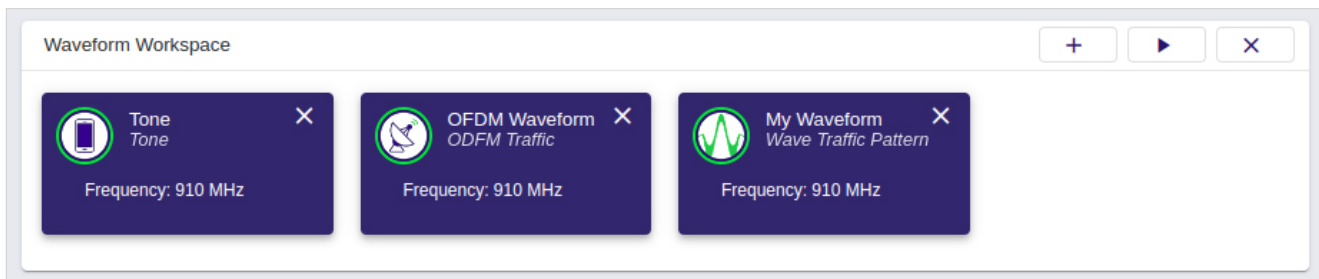 Waveform Workspace
Tone
Tone
Frequency: 910 MHz
OFDM Waveform
ODFM Traffic
Frequency: 910 MHz
My Waveform
Wave Traffic Pattern
Frequency: 910 MHz